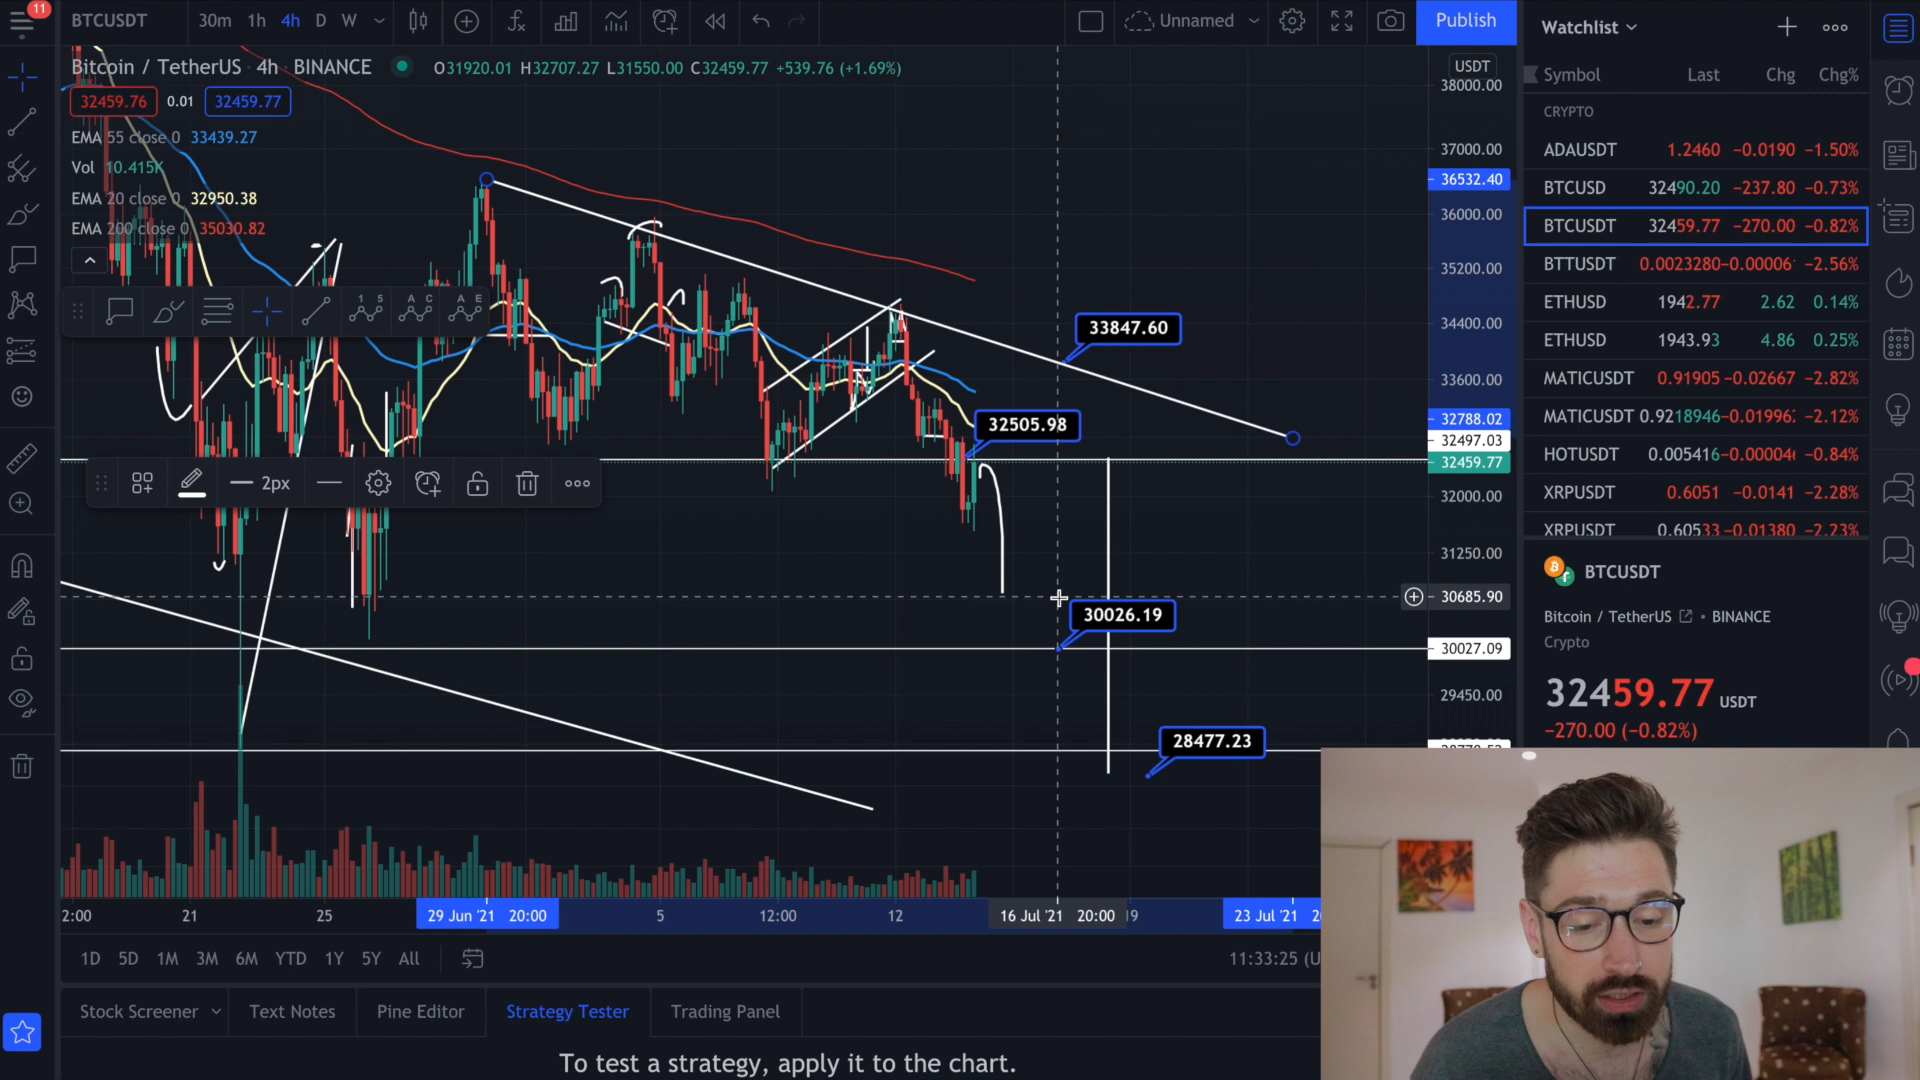 11
BTCUSDT
30m 1h 4h D W
Unnamed
Publish
Bitcoin / TetherUS · 4h · BINANCE
O31920.01 H32707.27 L31550.00 C32459.77 +539.76 (+1.69%)
32459.76 0.01 32459.77
EMA 55 close 0 33439.27
Vol 10.415K
EMA 20 close 0 32950.38
EMA 200 close 0 35030.82
1 5
A C
A E
2px
33847.60
32505.98
30026.19
28477.23
USDT
38000.00
37000.00
36532.40
36000.00
35200.00
34400.00
33600.00
32788.02
32497.03
32459.77
32000.00
31250.00
30685.90
30027.09
29450.00
2:00 21 25 29 Jun '21 20:00 5 12:00 12 16 Jul '21 20:00 19 23 Jul '21
1D 5D 1M 3M 6M YTD 1Y 5Y All
11:33:25 (U
Stock Screener Text Notes Pine Editor Strategy Tester Trading Panel
To test a strategy, apply it to the chart.
Watchlist
Symbol Last Chg Chg%
CRYPTO
ADAUSDT 1.2460 −0.0190 −1.50%
BTCUSD 32490.20 −237.80 −0.73%
BTCUSDT 32459.77 −270.00 −0.82%
BTTUSDT 0.0023280 −0.00006 −2.56%
ETHUSD 1942.77 2.62 0.14%
ETHUSD 1943.93 4.86 0.25%
MATICUSDT 0.91905 −0.02667 −2.82%
MATICUSDT 0.9218946 −0.01996 −2.12%
HOTUSDT 0.005416 −0.00004 −0.84%
XRPUSDT 0.6051 −0.0141 −2.28%
XRPUSDT 0.60533 −0.01380 −2.23%
BTCUSDT
Bitcoin / TetherUS • BINANCE
Crypto
32459.77 USDT
−270.00 (−0.82%)